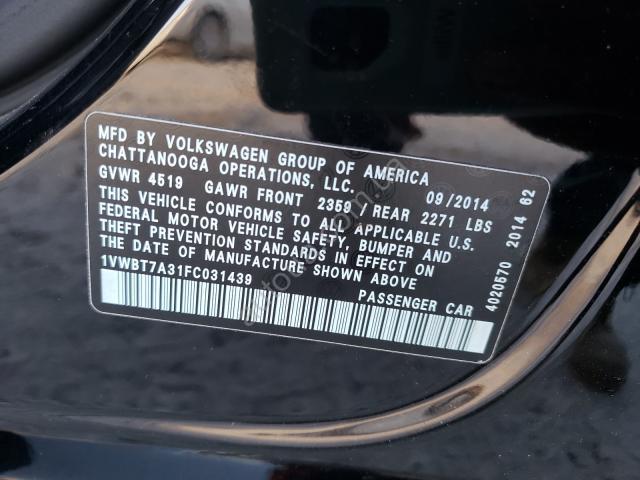 MFD BY VOLKSWAGEN GROUP OF AMERICA
CHATTANOOGA OPERATIONS, LLC.
GVWR 4519 GAWR FRONT 2359 / REAR 2271 LBS
09/2014
THIS VEHICLE CONFORMS TO ALL APPLICABLE U.S.
FEDERAL MOTOR VEHICLE SAFETY, BUMPER AND
THEFT PREVENTION STANDARDS IN EFFECT ON
THE DATE OF MANUFACTURE SHOWN ABOVE
1VWBT7A31FC031439
PASSENGER CAR
4020570 2014 62